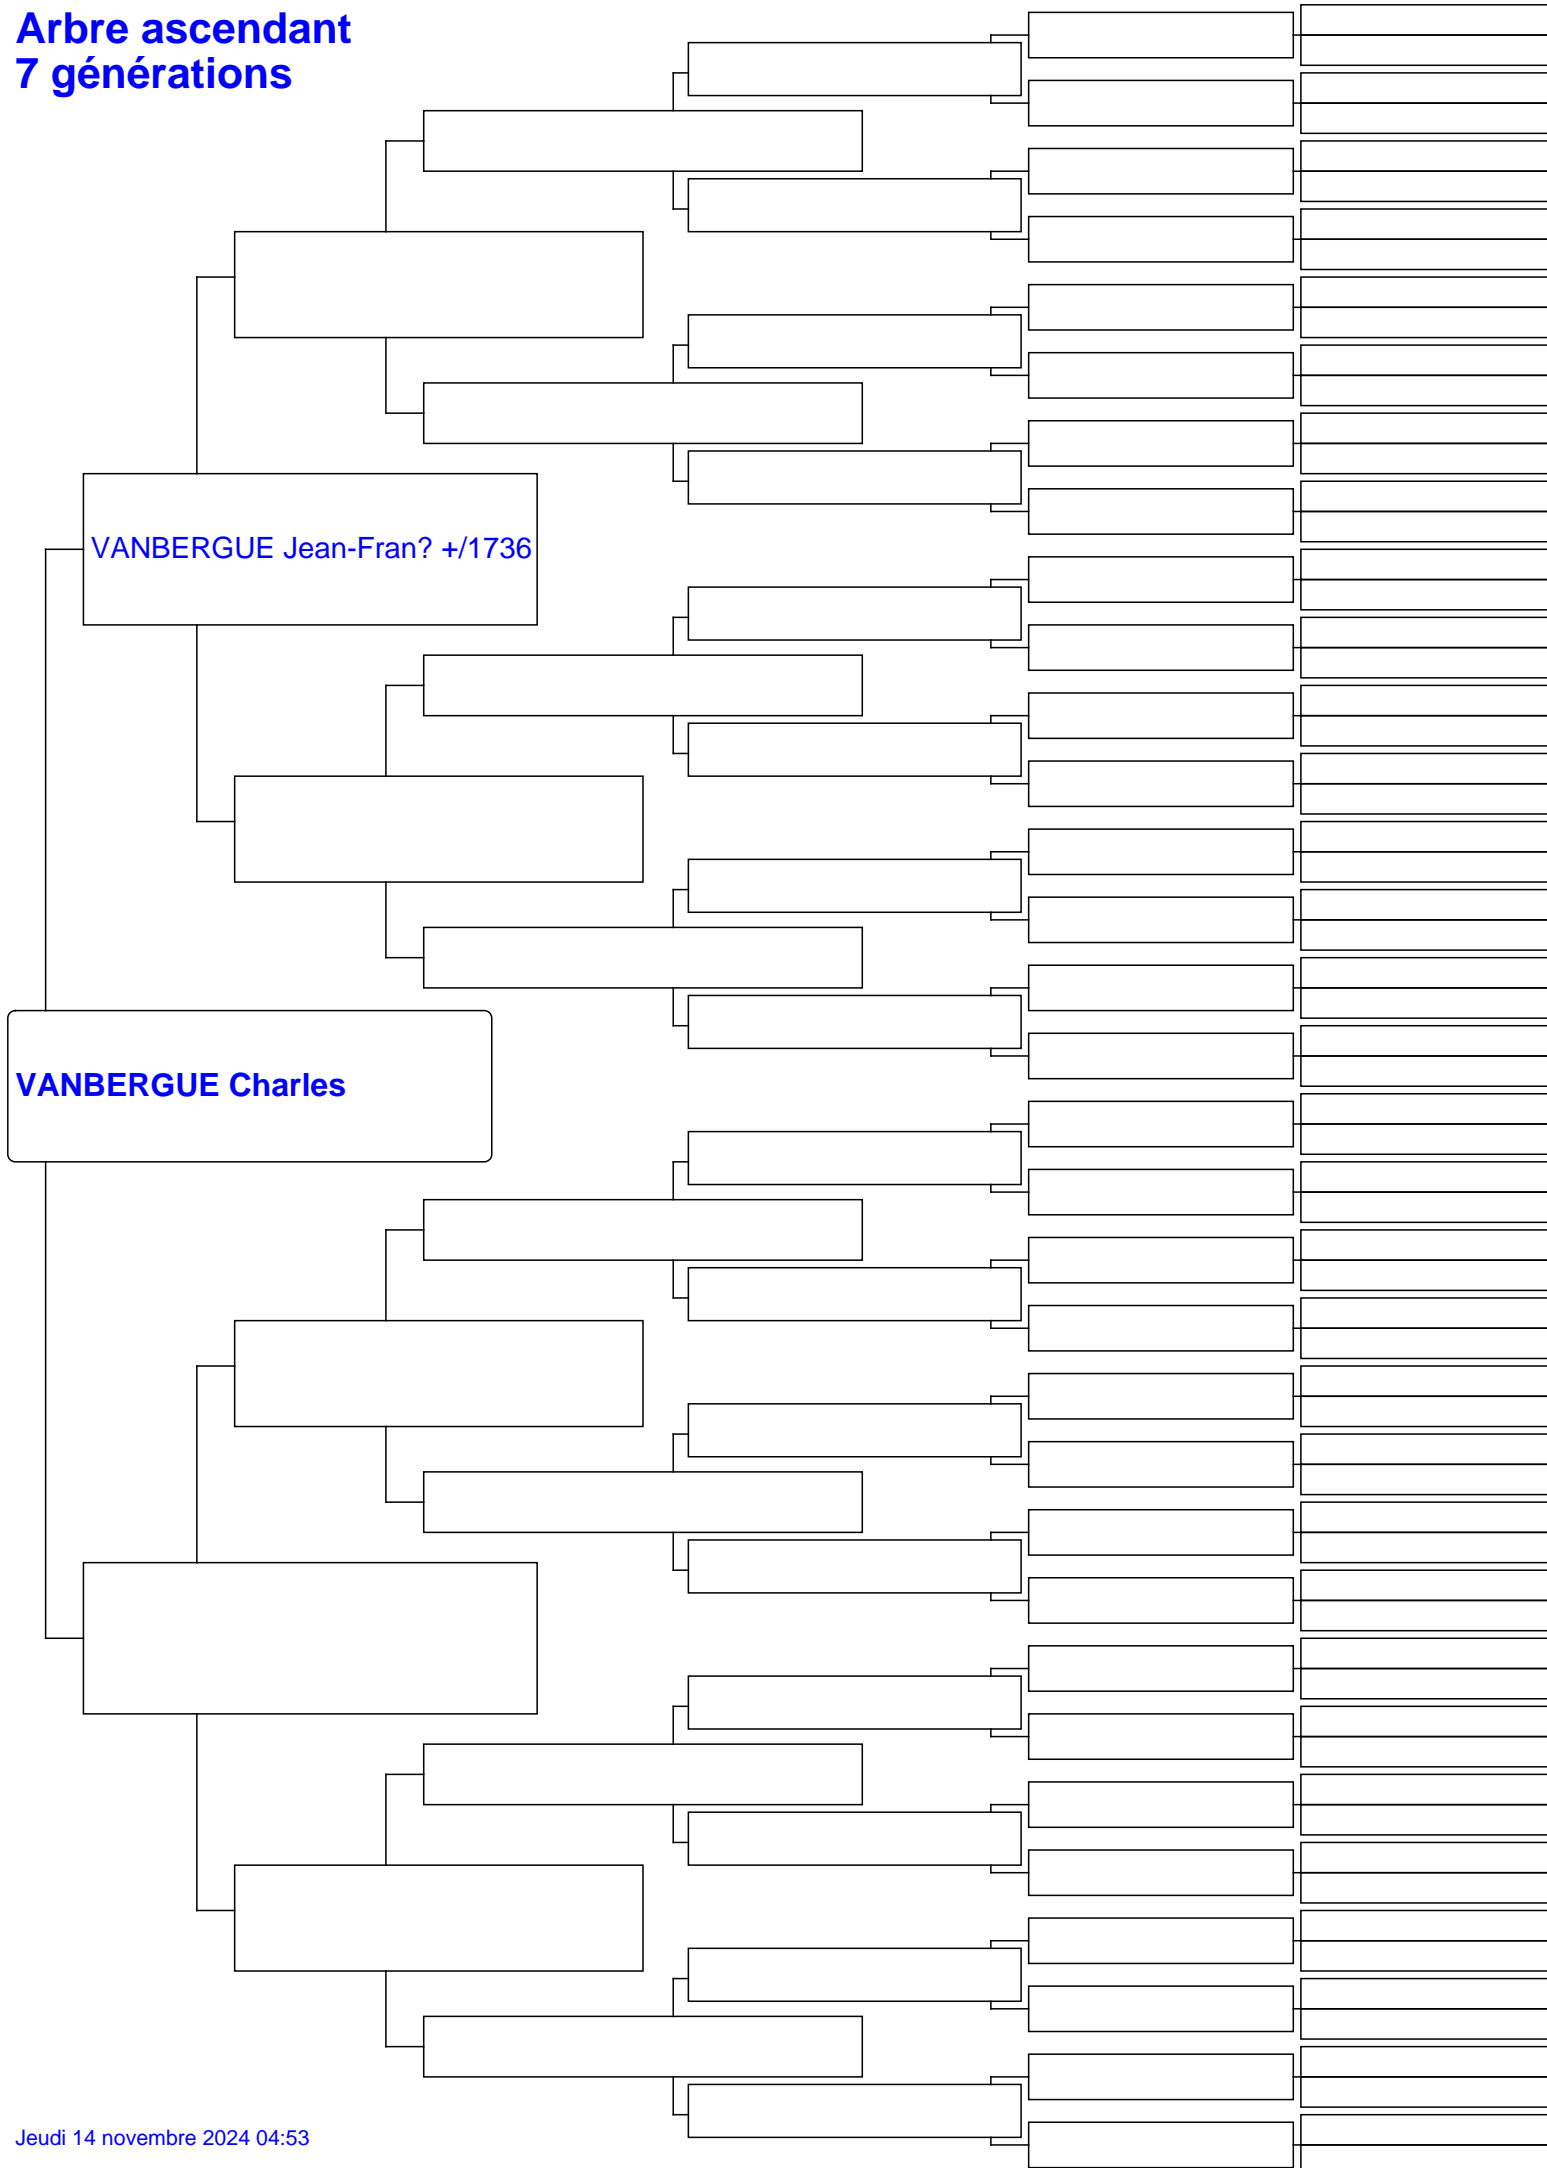 Arbre ascendant
7 générations
VANBERGUE Jean-Fran? +/1736
VANBERGUE Charles
Jeudi 14 novembre 2024 04:53